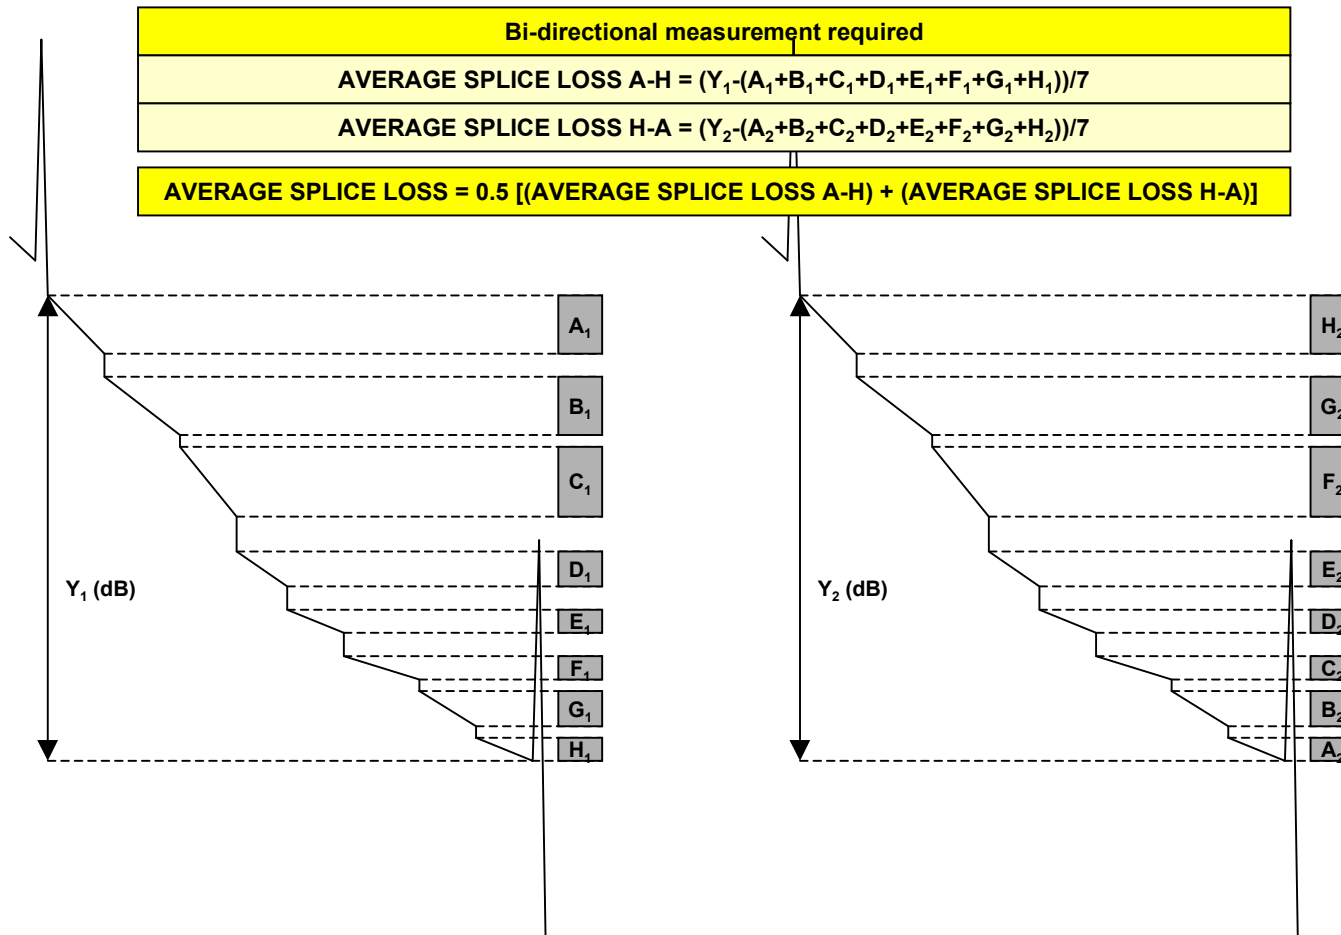 Bi-directional measurement required
AVERAGE SPLICE LOSS A-H = (Y₁-(A₁+B₁+C₁+D₁+E₁+F₁+G₁+H₁))/7
AVERAGE SPLICE LOSS H-A = (Y₂-(A₂+B₂+C₂+D₂+E₂+F₂+G₂+H₂))/7
AVERAGE SPLICE LOSS = 0.5 [(AVERAGE SPLICE LOSS A-H) + (AVERAGE SPLICE LOSS H-A)]
A₁
B₁
C₁
D₁
E₁
F₁
G₁
H₁
Y₁ (dB)
H₂
G₂
F₂
E₂
D₂
C₂
B₂
A₂
Y₂ (dB)